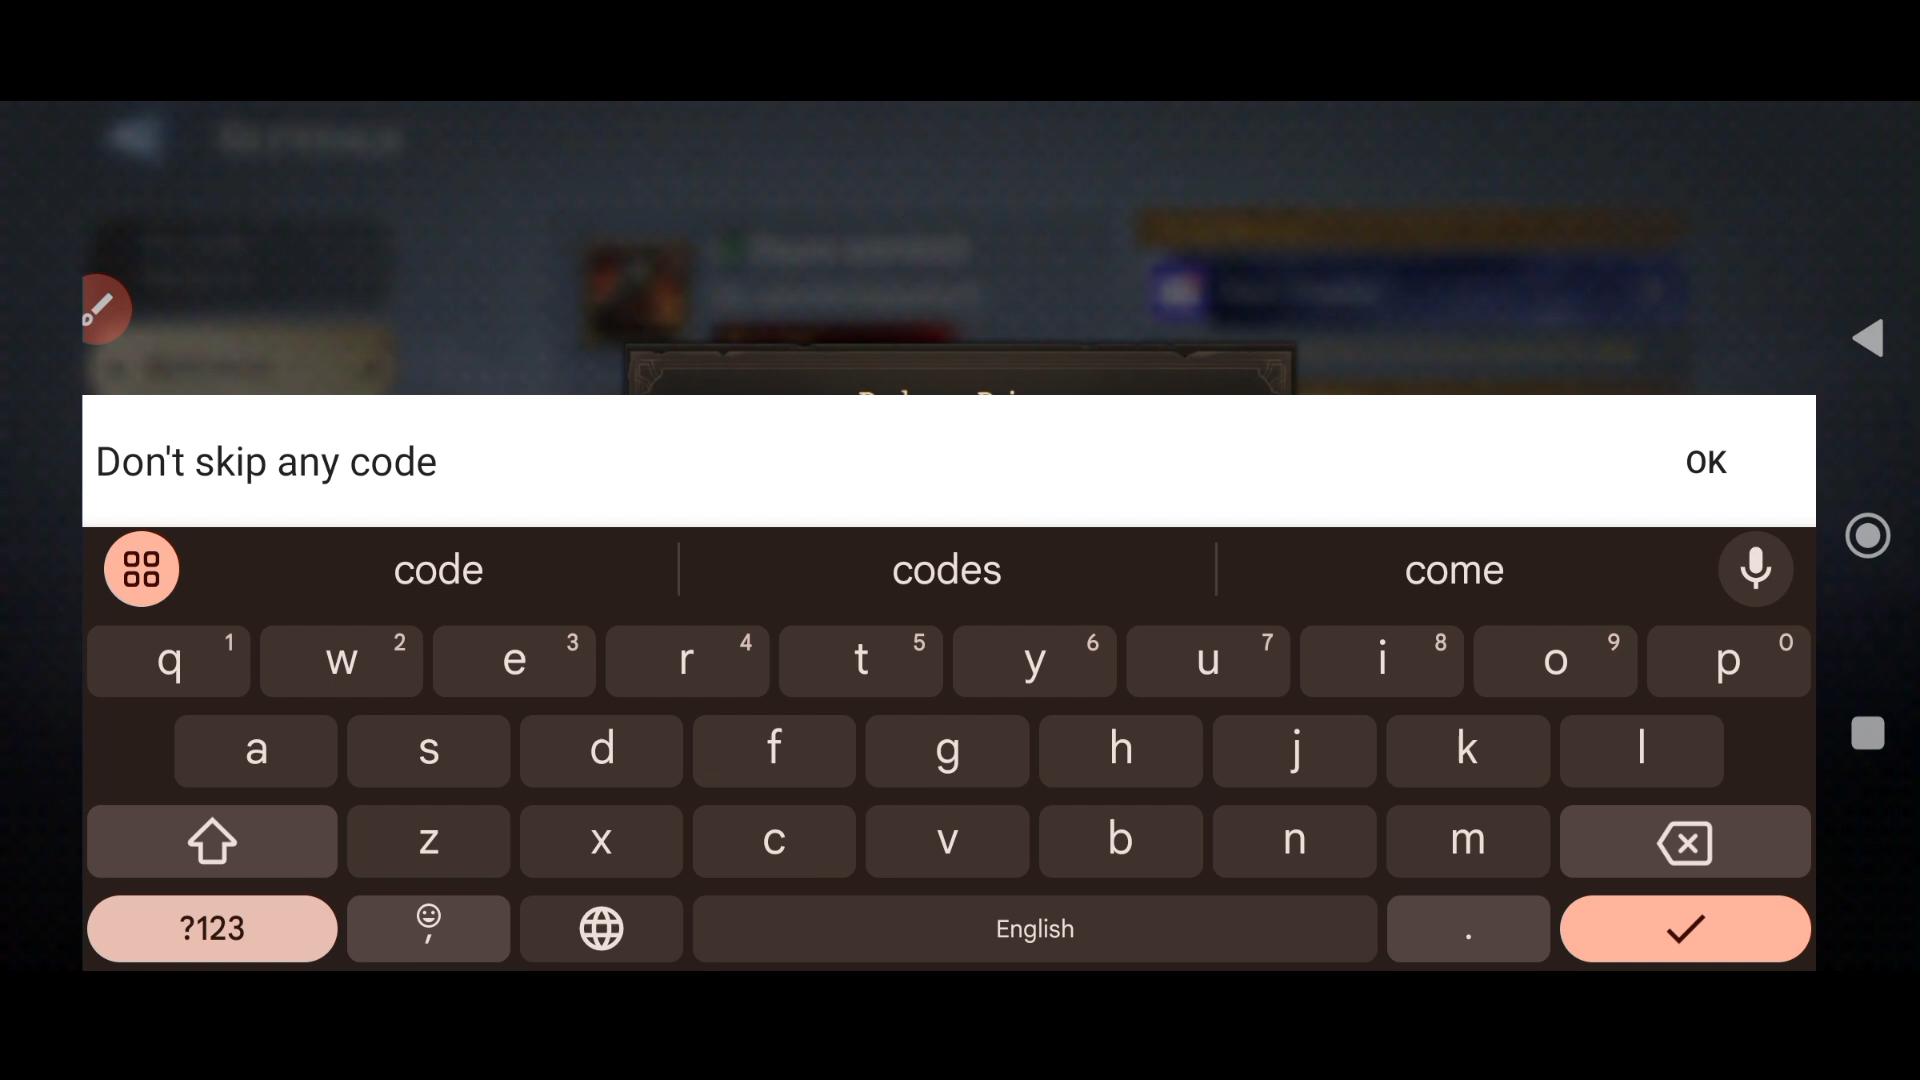 Don't skip any code
OK
code
codes
come
q 1 w 2 e 3 r 4 t 5 y 6 u 7 i 8 o 9 p 0
a s d f g h j k l
z x c v b n m
?123
,
English
.